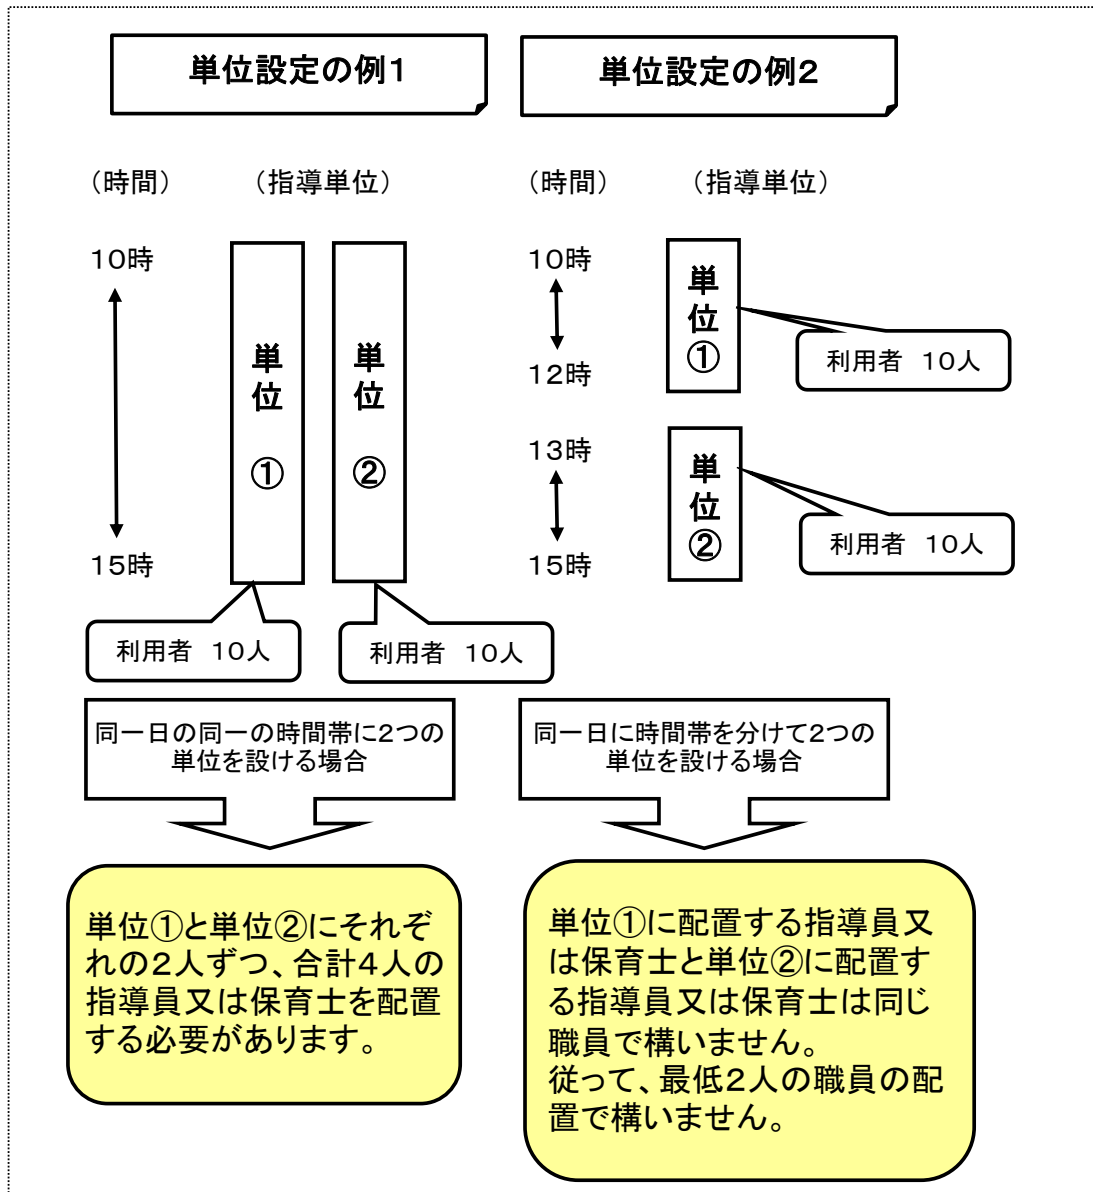 単位設定の例1
(時間) (指導単位)
10時
15時
単位 ①
単位 ②
利用者 10人
利用者 10人
同一日の同一の時間帯に2つの
単位を設ける場合
単位①と単位②にそれぞ
れの2人ずつ、合計4人の
指導員又は保育士を配置
する必要があります。
単位設定の例2
(時間) (指導単位)
10時
12時
単位①
利用者 10人
13時
15時
単位②
利用者 10人
同一日に時間帯を分けて2つの
単位を設ける場合
単位①に配置する指導員又
は保育士と単位②に配置す
る指導員又は保育士は同じ
職員で構いません。
従って、最低2人の職員の配
置で構いません。